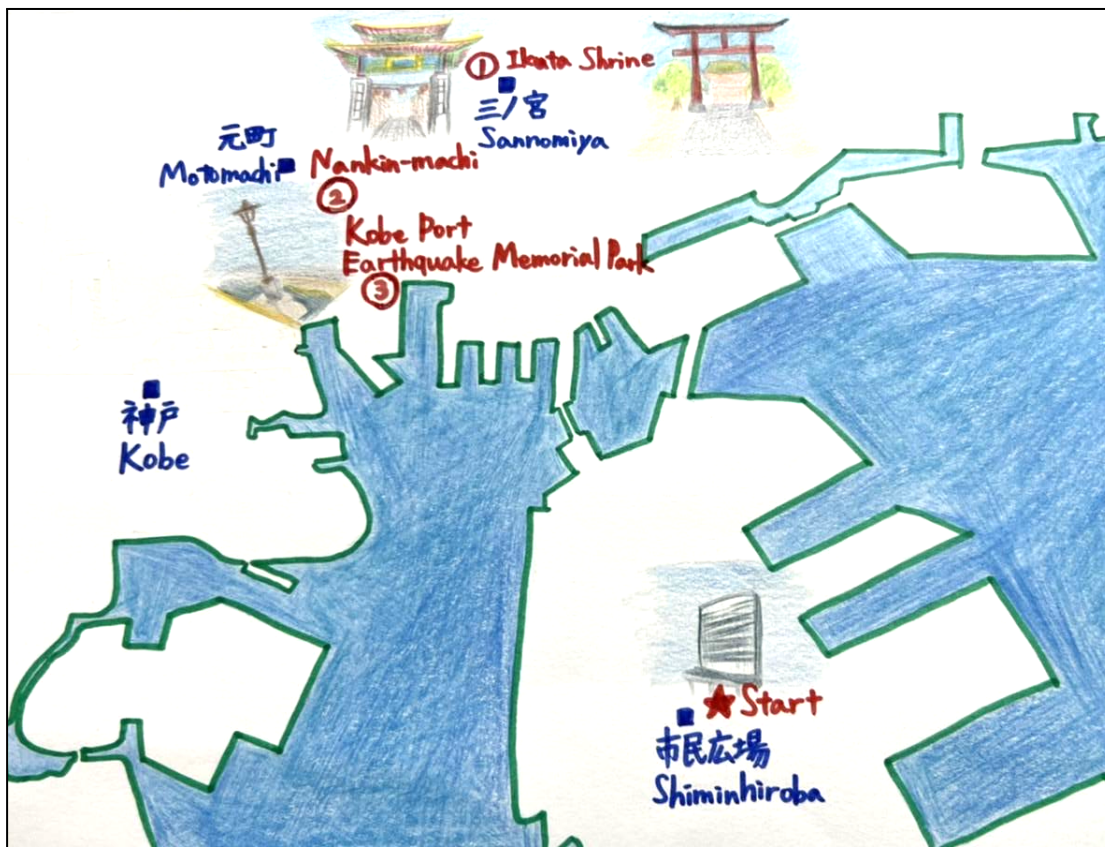 ① Ikuta Shrine
三ノ宮
Sannomiya
元町
Motomachi
Nankin-machi
②
Kobe Port
Earthquake Memorial Park
③
神戸
Kobe
★ Start
市民広場
Shiminhiroba